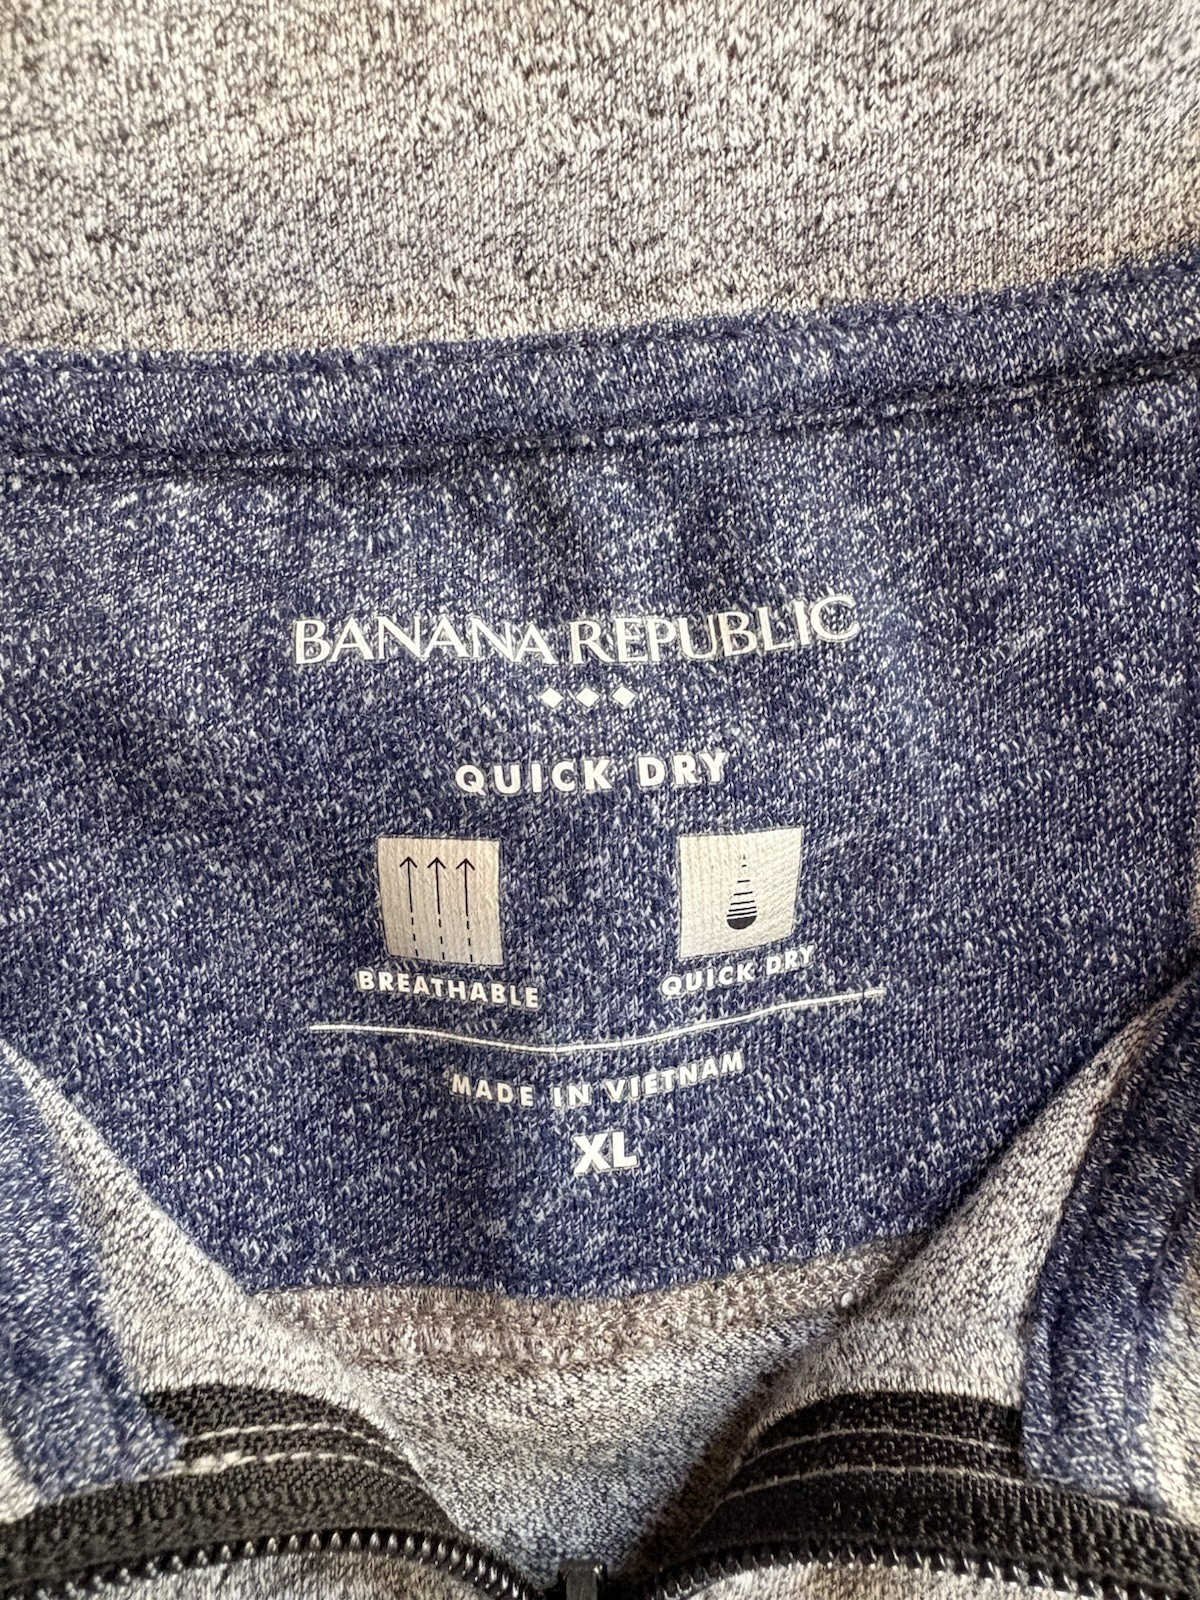 BANANA REPUBLIC
QUICK DRY
BREATHABLE QUICK DRY
MADE IN VIETNAM
XL